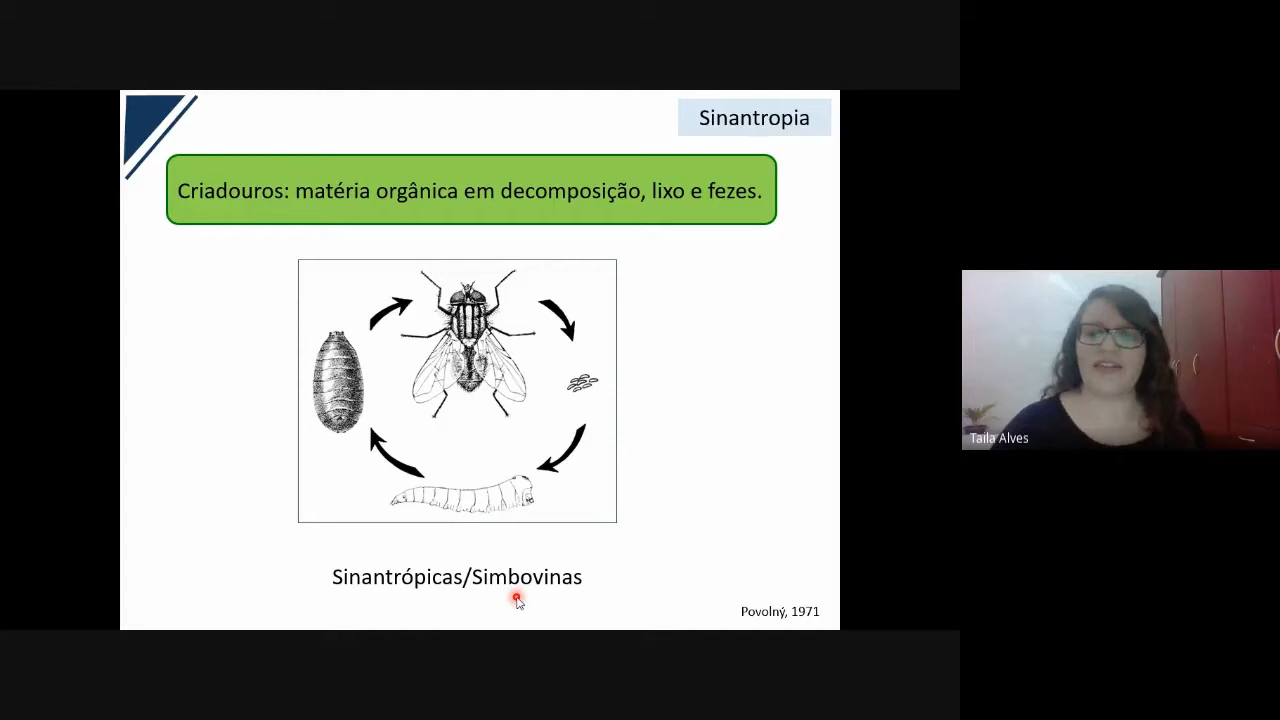 Sinantropia
Criadouros: matéria orgânica em decomposição, lixo e fezes.
Sinantrópicas/Simbovinas
Povolný, 1971
Taila Alves